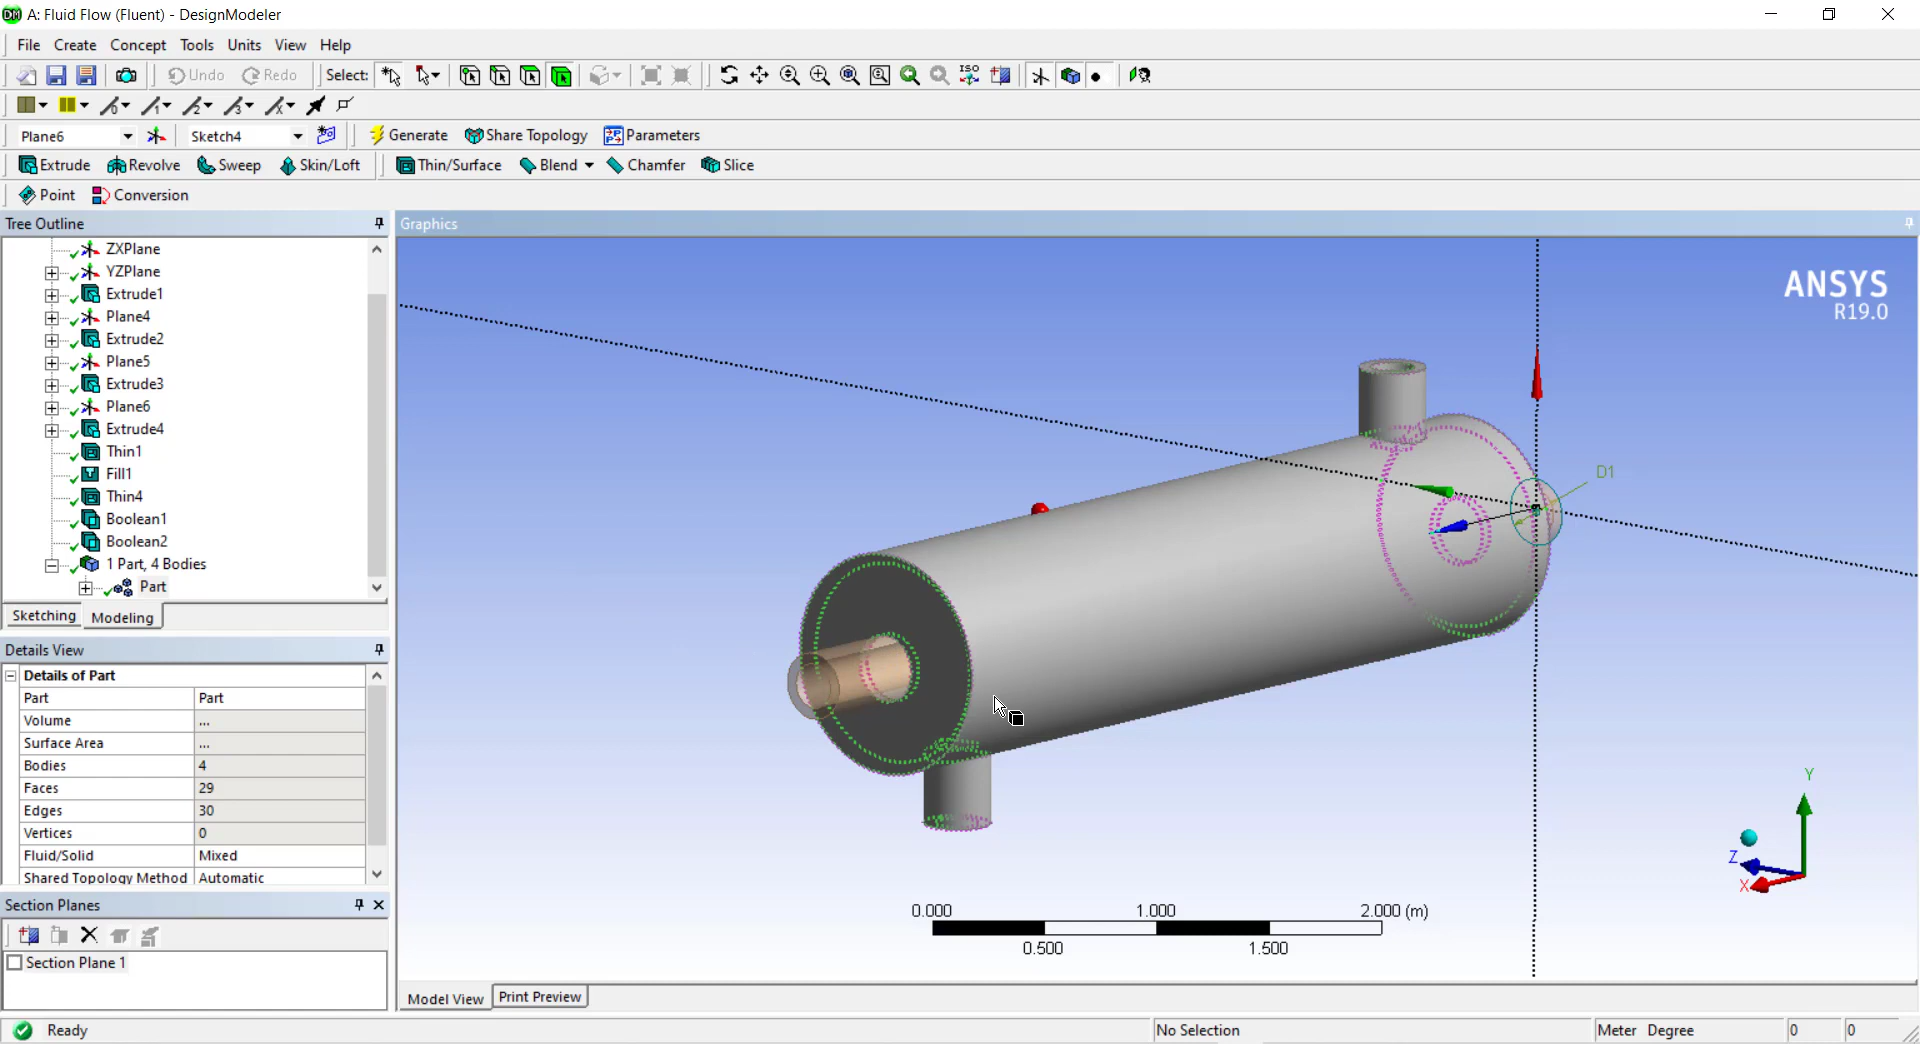 A: Fluid Flow (Fluent) - DesignModeler
File Create Concept Tools Units View Help
Undo Redo Select: ISO
Plane6 Sketch4 Generate Share Topology Parameters
Extrude Revolve Sweep Skin/Loft Thin/Surface Blend Chamfer Slice
Point Conversion
Tree Outline
ZXPlane
YZPlane
Extrude1
Plane4
Extrude2
Plane5
Extrude3
Plane6
Extrude4
Thin1
Fill1
Thin4
Boolean1
Boolean2
1 Part, 4 Bodies
Part
Sketching Modeling
Details View
Details of Part
Part Part
Volume ...
Surface Area ...
Bodies 4
Faces 29
Edges 30
Vertices 0
Fluid/Solid Mixed
Shared Topology Method Automatic
Section Planes
Section Plane 1
Graphics
ANSYS
R19.0
D1
Y
Z
X
0.000 1.000 2.000 (m)
0.500 1.500
Model View Print Preview
Ready No Selection Meter Degree 0 0